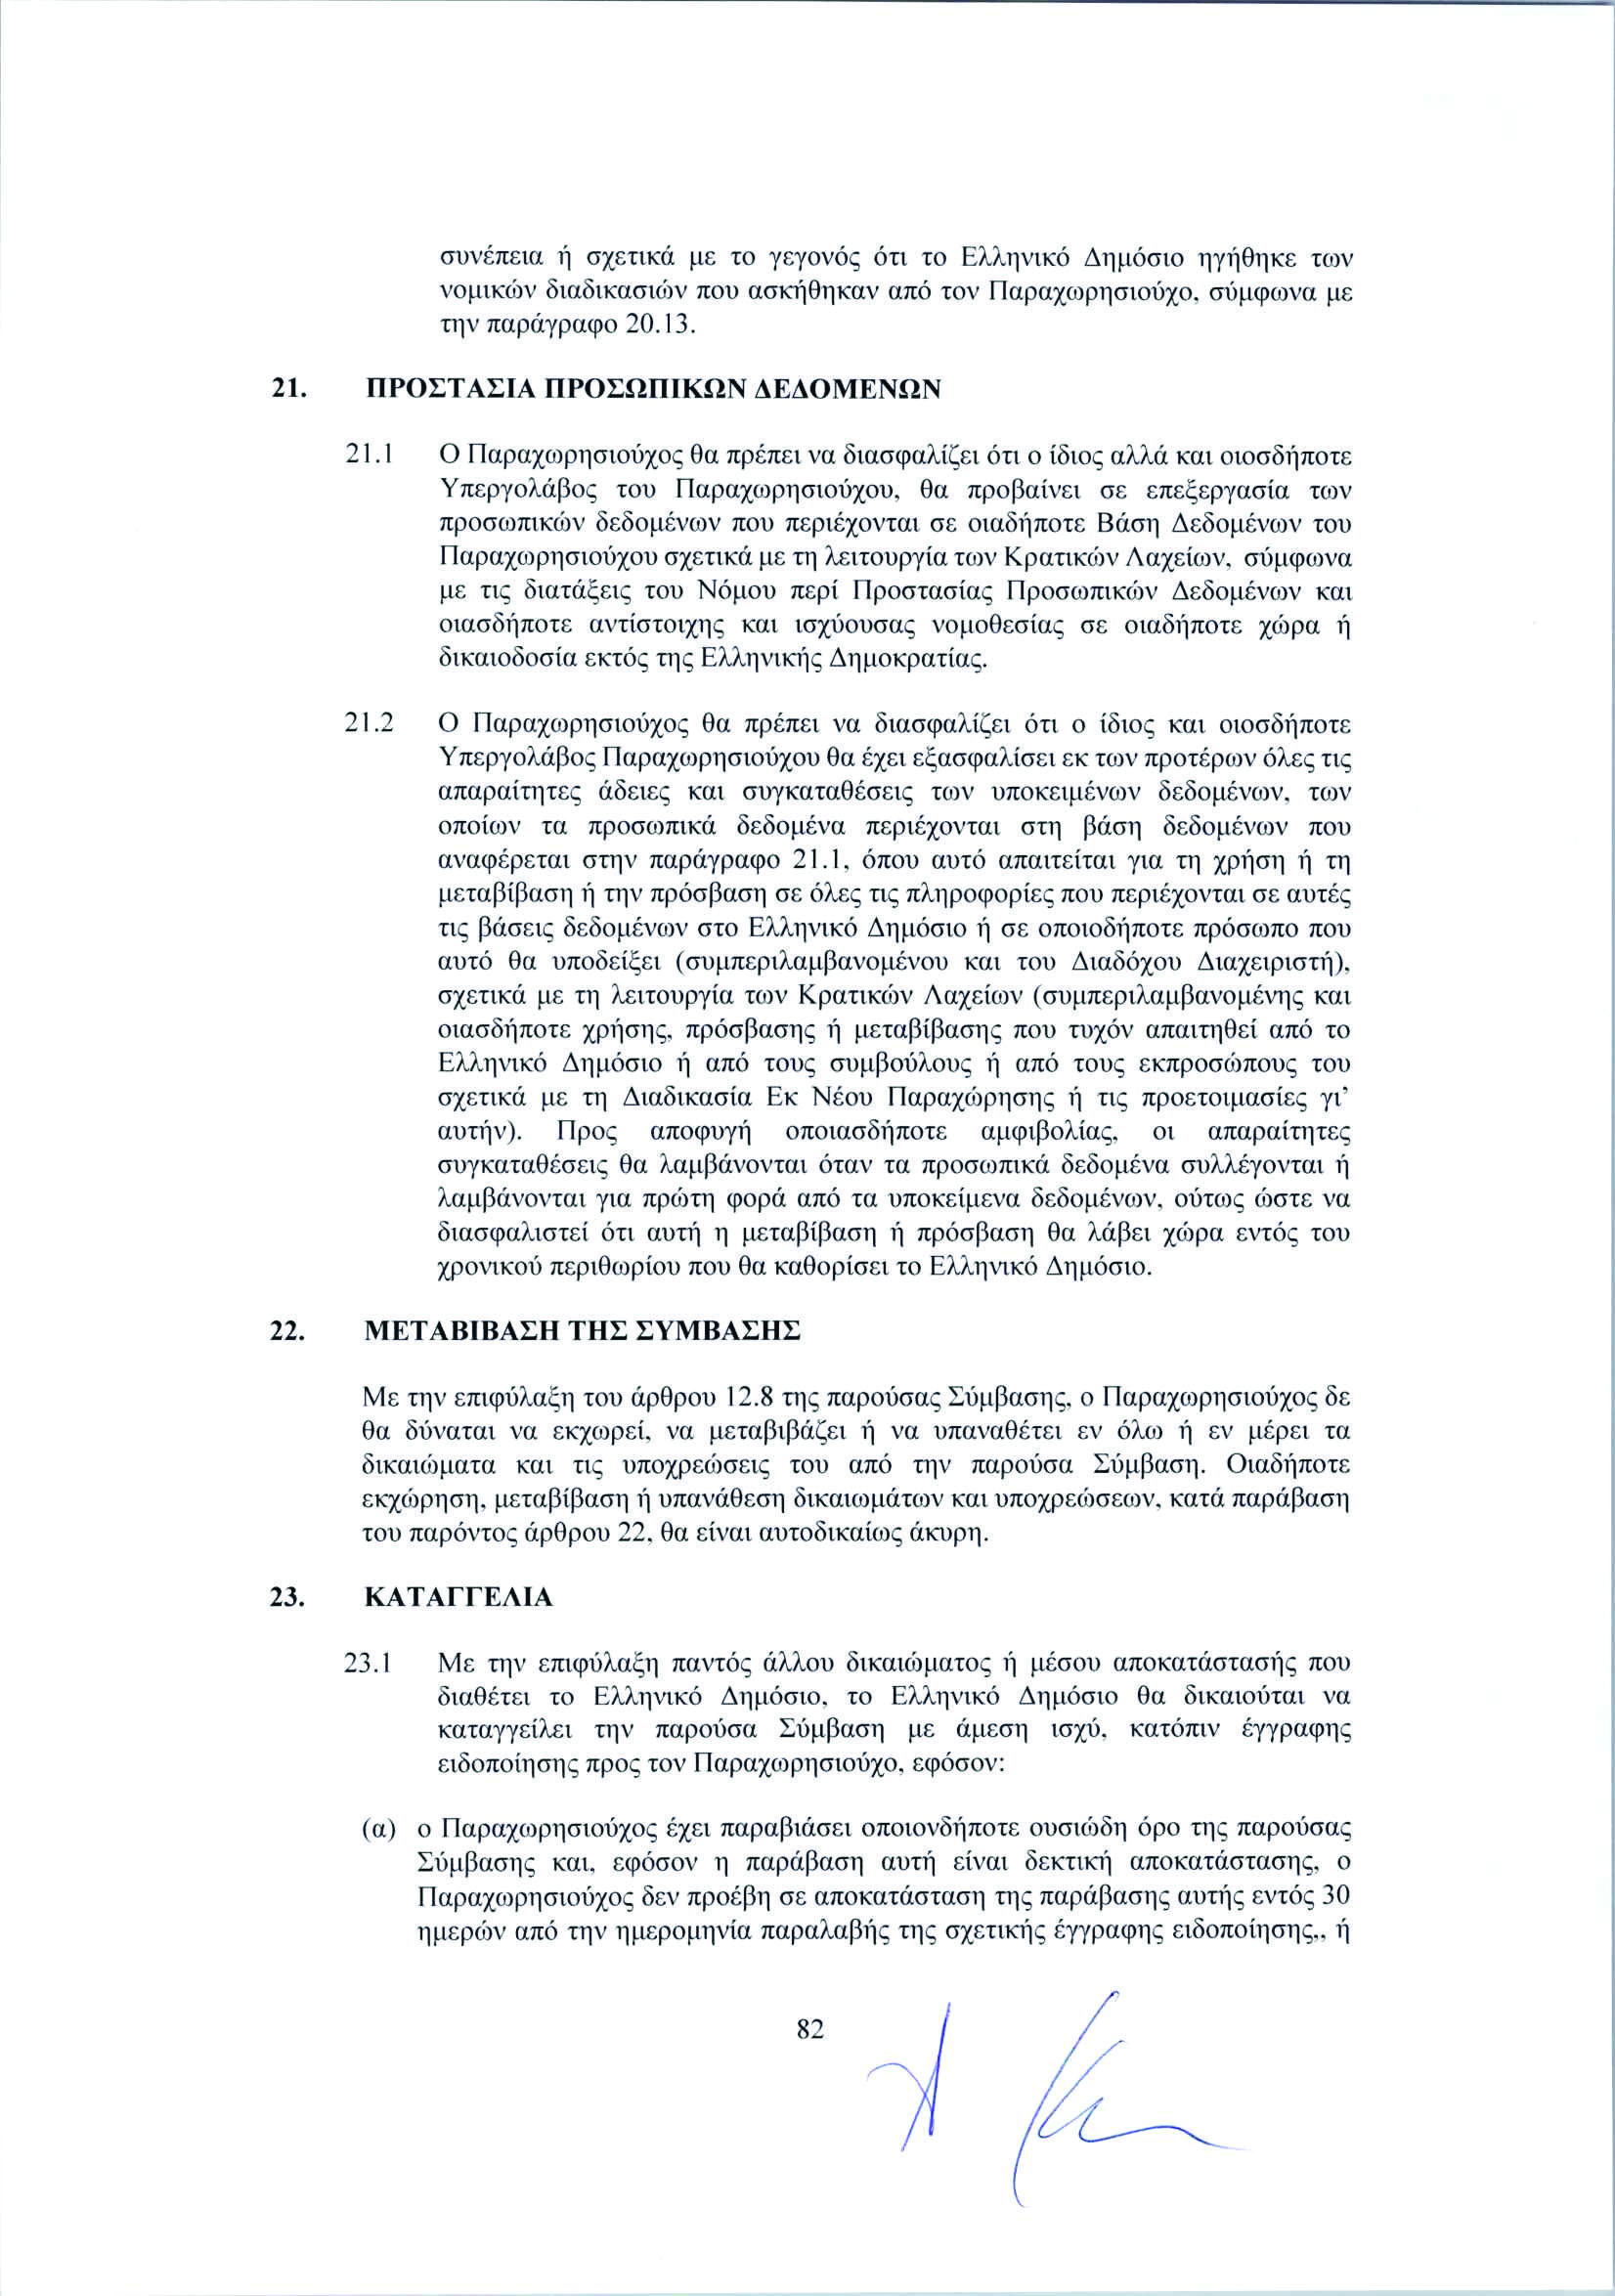 συνέπεια ή σχετικά με το γεγονός ότι το Ελληνικό Δημόσιο ηγήθηκε των
νομικών διαδικασιών που ασκήθηκαν από τον Παραχωρησιούχο, σύμφωνα με
την παράγραφο 20.13.
21. ΠΡΟΣΤΑΣΙΑ ΠΡΟΣΩΠΙΚΩΝ ΔΕΔΟΜΕΝΩΝ
21.1 Ο Παραχωρησιούχος θα πρέπει να διασφαλίζει ότι ο ίδιος αλλά και οιοσδήποτε
Υπεργολάβος του Παραχωρησιούχου, θα προβαίνει σε επεξεργασία των
προσωπικών δεδομένων που περιέχονται σε οιαδήποτε Βάση Δεδομένων του
Παραχωρησιούχου σχετικά με τη λειτουργία των Κρατικών Λαχείων, σύμφωνα
με τις διατάξεις του Νόμου περί Προστασίας Προσωπικών Δεδομένων και
οιασδήποτε αντίστοιχης και ισχύουσας νομοθεσίας σε οιαδήποτε χώρα ή
δικαιοδοσία εκτός της Ελληνικής Δημοκρατίας.
21.2 Ο Παραχωρησιούχος θα πρέπει να διασφαλίζει ότι ο ίδιος και οιοσδήποτε
Υπεργολάβος Παραχωρησιούχου θα έχει εξασφαλίσει εκ των προτέρων όλες τις
απαραίτητες άδειες και συγκαταθέσεις των υποκειμένων δεδομένων, των
οποίων τα προσωπικά δεδομένα περιέχονται στη βάση δεδομένων που
αναφέρεται στην παράγραφο 21.1, όπου αυτό απαιτείται για τη χρήση ή τη
μεταβίβαση ή την πρόσβαση σε όλες τις πληροφορίες που περιέχονται σε αυτές
τις βάσεις δεδομένων στο Ελληνικό Δημόσιο ή σε οποιοδήποτε πρόσωπο που
αυτό θα υποδείξει (συμπεριλαμβανομένου και του Διαδόχου Διαχειριστή),
σχετικά με τη λειτουργία των Κρατικών Λαχείων (συμπεριλαμβανομένης και
οιασδήποτε χρήσης, πρόσβασης ή μεταβίβασης που τυχόν απαιτηθεί από το
Ελληνικό Δημόσιο ή από τους συμβούλους ή από τους εκπροσώπους του
σχετικά με τη Διαδικασία Εκ Νέου Παραχώρησης ή τις προετοιμασίες γι’
αυτήν). Προς αποφυγή οποιασδήποτε αμφιβολίας, οι απαραίτητες
συγκαταθέσεις θα λαμβάνονται όταν τα προσωπικά δεδομένα συλλέγονται ή
λαμβάνονται για πρώτη φορά από τα υποκείμενα δεδομένων, ούτως ώστε να
διασφαλιστεί ότι αυτή η μεταβίβαση ή πρόσβαση θα λάβει χώρα εντός του
χρονικού περιθωρίου που θα καθορίσει το Ελληνικό Δημόσιο.
22. ΜΕΤΑΒΙΒΑΣΗ ΤΗΣ ΣΥΜΒΑΣΗΣ
Με την επιφύλαξη του άρθρου 12.8 της παρούσας Σύμβασης, ο Παραχωρησιούχος δε
θα δύναται να εκχωρεί, να μεταβιβάζει ή να υπαναθέτει εν όλω ή εν μέρει τα
δικαιώματα και τις υποχρεώσεις του από την παρούσα Σύμβαση. Οιαδήποτε
εκχώρηση, μεταβίβαση ή υπανάθεση δικαιωμάτων και υποχρεώσεων, κατά παράβαση
του παρόντος άρθρου 22, θα είναι αυτοδικαίως άκυρη.
23. ΚΑΤΑΓΓΕΛΙΑ
23.1 Με την επιφύλαξη παντός άλλου δικαιώματος ή μέσου αποκατάστασής που
διαθέτει το Ελληνικό Δημόσιο, το Ελληνικό Δημόσιο θα δικαιούται να
καταγγείλει την παρούσα Σύμβαση με άμεση ισχύ, κατόπιν έγγραφης
ειδοποίησης προς τον Παραχωρησιούχο, εφόσον:
(α) ο Παραχωρησιούχος έχει παραβιάσει οποιονδήποτε ουσιώδη όρο της παρούσας
Σύμβασης και, εφόσον η παράβαση αυτή είναι δεκτική αποκατάστασης, ο
Παραχωρησιούχος δεν προέβη σε αποκατάσταση της παράβασης αυτής εντός 30
ημερών από την ημερομηνία παραλαβής της σχετικής έγγραφης ειδοποίησης,, ή
82